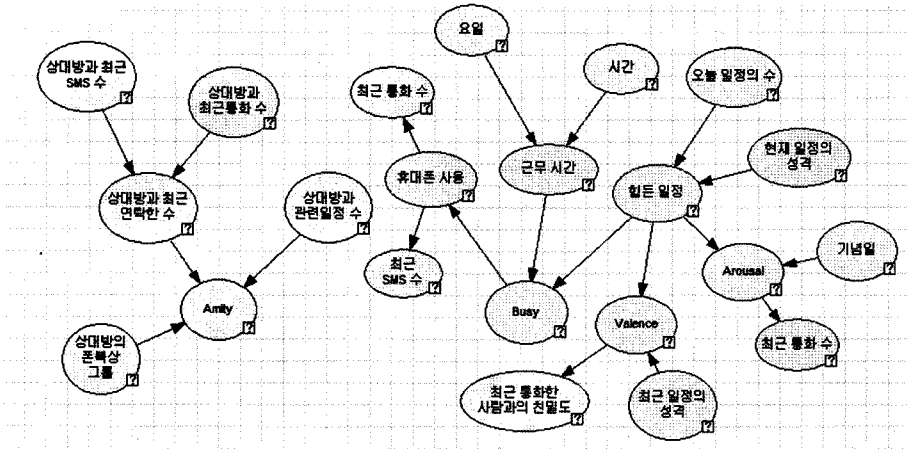 요일
상대방과 최근
SMS 수
?
?
시간
?
오늘 일정의 수
?
상대방과
최근통화 수
?
최근 통화 수
?
현재 일정의
성격
?
근무 시간
?
휴대폰 사용
?
힘든 일정
?
상대방과 최근
연락한 수
?
상대방과
관련일정 수
?
기념일
?
최근
SMS 수
?
Arousal
?
Amity
?
Busy
?
Valence
?
상대방의
폰북상
그룹
?
최근 통화 수
?
최근 통화한
사람과의 친밀도
?
최근 일정의
성격
?